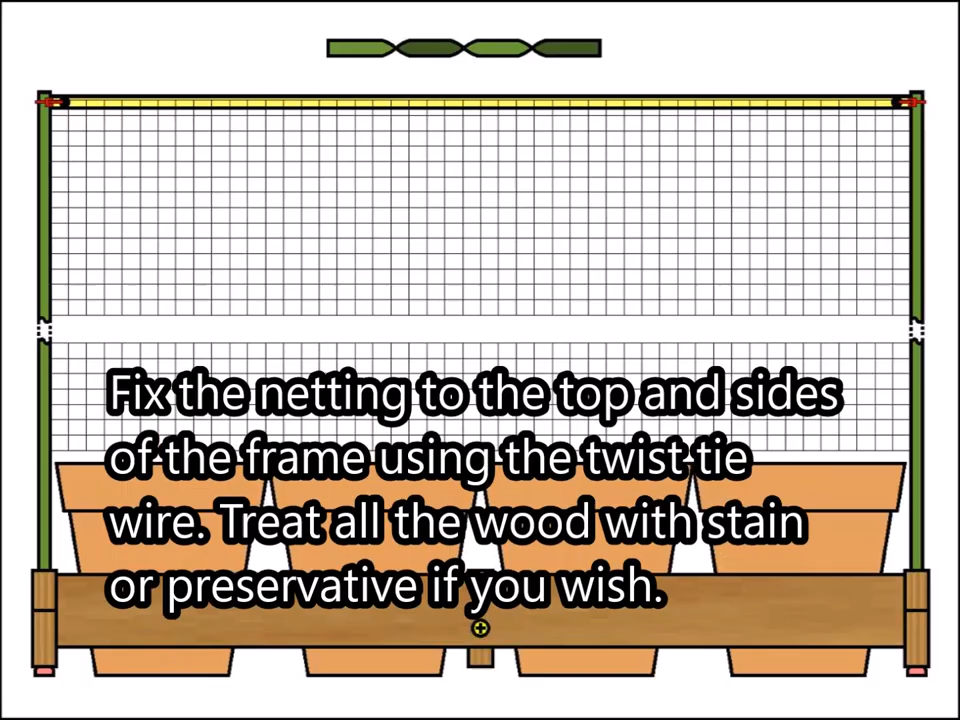 Fix the netting to the top and sides
of the frame using the twist tie
wire. Treat all the wood with stain
or preservative if you wish.